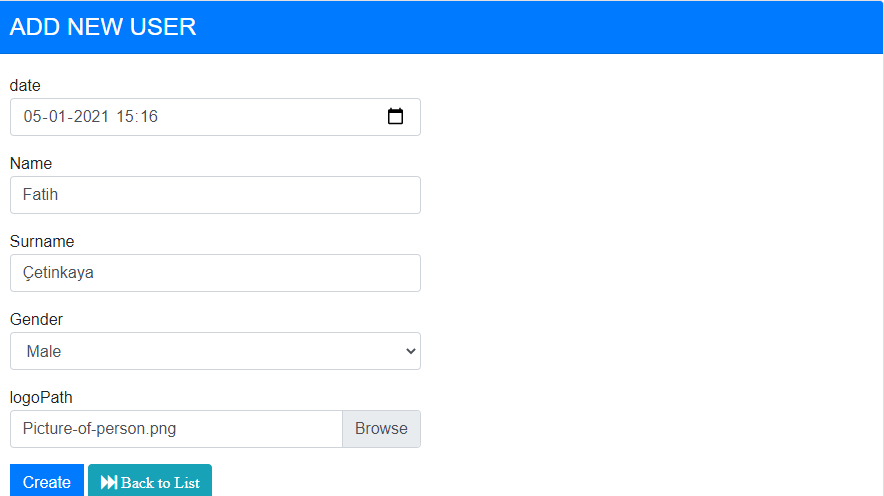 ADD NEW USER
date
05-01-2021 15:16
Name
Fatih
Surname
Çetinkaya
Gender
Male
logoPath
Picture-of-person.png Browse
Create Back to List